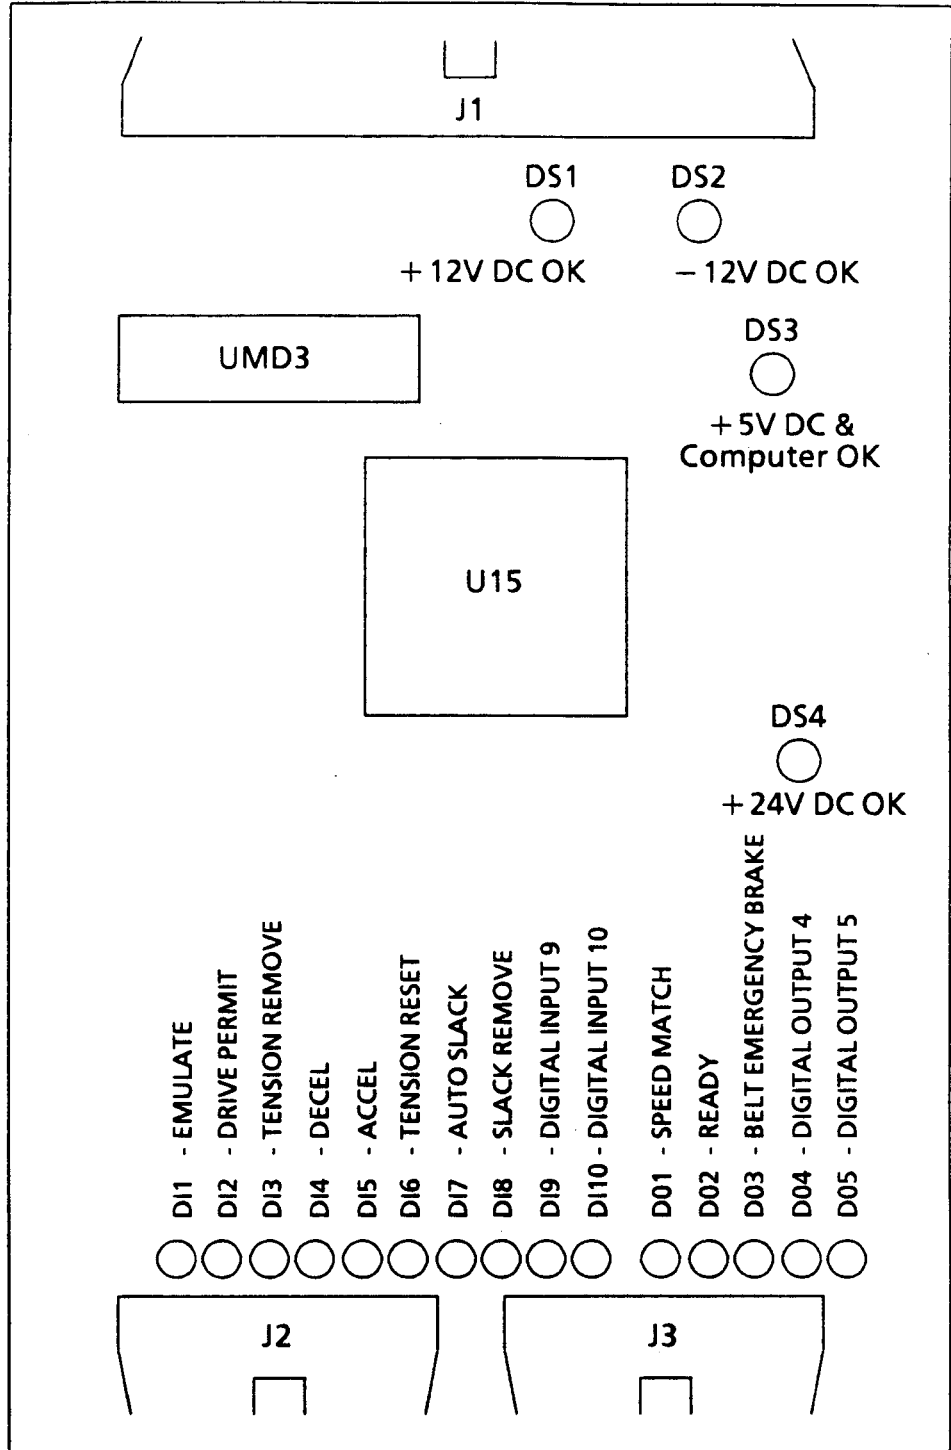 J1
DS1
DS2
+ 12V DC OK
− 12V DC OK
UMD3
DS3
+ 5V DC &
Computer OK
U15
DS4
+ 24V DC OK
DI1 - EMULATE
DI2 - DRIVE PERMIT
DI3 - TENSION REMOVE
DI4 - DECEL
DI5 - ACCEL
DI6 - TENSION RESET
DI7 - AUTO SLACK
DI8 - SLACK REMOVE
DI9 - DIGITAL INPUT 9
DI10 - DIGITAL INPUT 10
D01 - SPEED MATCH
D02 - READY
D03 - BELT EMERGENCY BRAKE
D04 - DIGITAL OUTPUT 4
D05 - DIGITAL OUTPUT 5
J2
J3